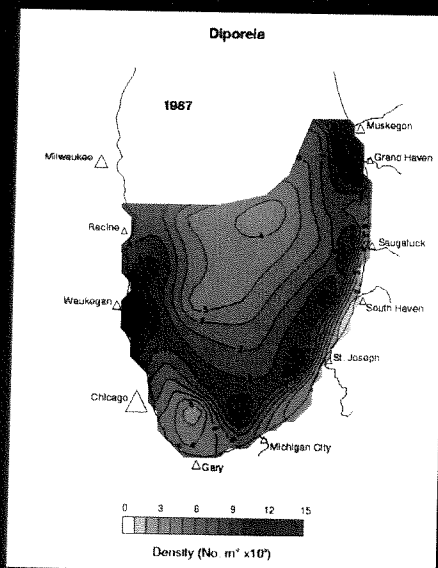 Diporeia
1987
Muskegon
Milwaukee
Grand Haven
Racine
Saugatuck
Waukegan
South Haven
St. Joseph
Chicago
Michigan City
Gary
0 3 6 9 12 15
Density (No. m² x10³)